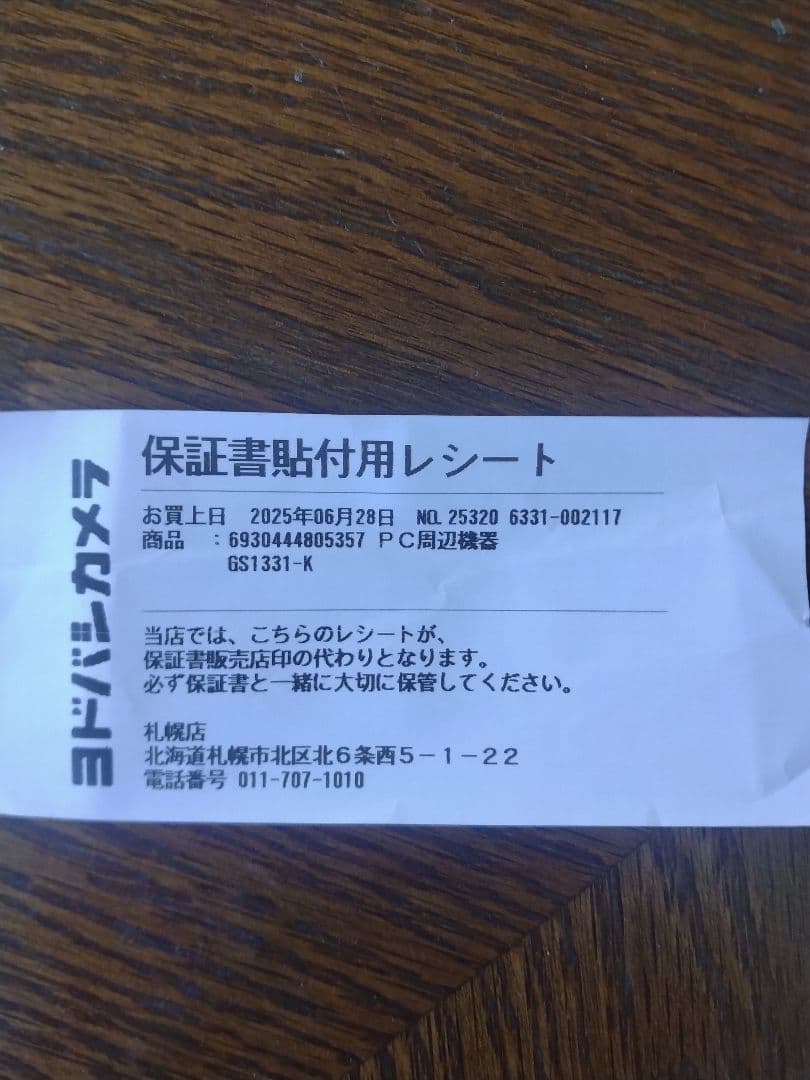 ヨドバシカメラ
保証書貼付用レシート
お買上日 2025年06月28日 NO. 25320 6331-002117
商品 :6930444805357 PC周辺機器
GS1331-K
当店では、こちらのレシートが、
保証書販売店印の代わりとなります。
必ず保証書と一緒に大切に保管してください。
札幌店
北海道札幌市北区北6条西5-1-22
電話番号 011-707-1010